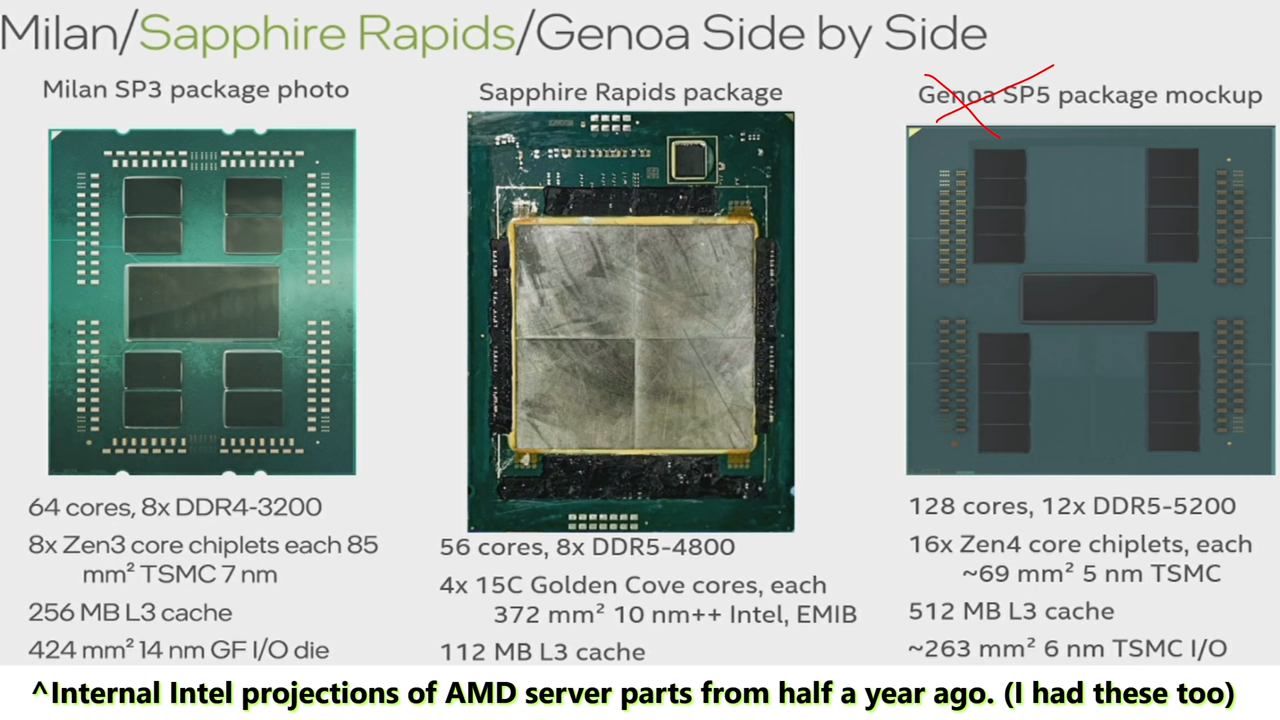 Milan/Sapphire Rapids/Genoa Side by Side
Milan SP3 package photo
64 cores, 8x DDR4-3200
8x Zen3 core chiplets each 85
mm² TSMC 7 nm
256 MB L3 cache
424 mm² 14 nm GF I/O die
Sapphire Rapids package
56 cores, 8x DDR5-4800
4x 15C Golden Cove cores, each
372 mm² 10 nm++ Intel, EMIB
112 MB L3 cache
Genoa SP5 package mockup
128 cores, 12x DDR5-5200
16x Zen4 core chiplets, each
~69 mm² 5 nm TSMC
512 MB L3 cache
~263 mm² 6 nm TSMC I/O
^Internal Intel projections of AMD server parts from half a year ago. (I had these too)